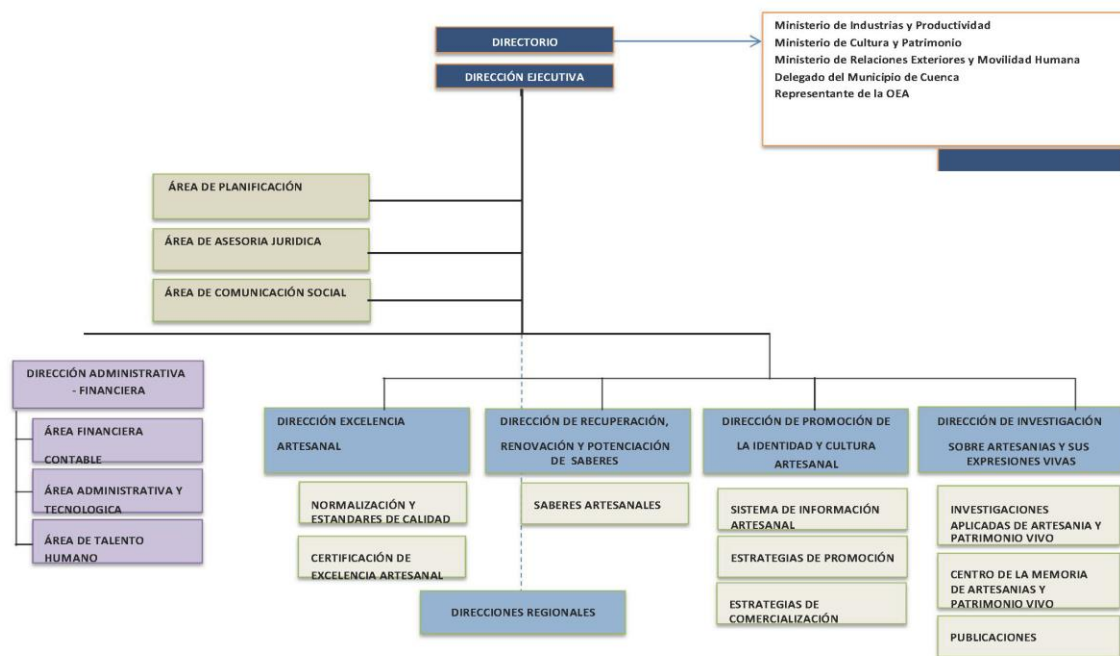 DIRECTORIO
Ministerio de Industrias y Productividad
Ministerio de Cultura y Patrimonio
Ministerio de Relaciones Exteriores y Movilidad Humana
Delegado del Municipio de Cuenca
Representante de la OEA
DIRECCIÓN EJECUTIVA
ÁREA DE PLANIFICACIÓN
ÁREA DE ASESORIA JURIDICA
ÁREA DE COMUNICACIÓN SOCIAL
DIRECCIÓN ADMINISTRATIVA
- FINANCIERA
ÁREA FINANCIERA
CONTABLE
ÁREA ADMINISTRATIVA Y
TECNOLOGICA
ÁREA DE TALENTO
HUMANO
DIRECCIÓN EXCELENCIA
ARTESANAL
NORMALIZACIÓN Y
ESTANDARES DE CALIDAD
CERTIFICACIÓN DE
EXCELENCIA ARTESANAL
DIRECCIÓN DE RECUPERACIÓN,
RENOVACIÓN Y POTENCIACIÓN
DE SABERES
SABERES ARTESANALES
DIRECCIÓN DE PROMOCIÓN DE
LA IDENTIDAD Y CULTURA
ARTESANAL
SISTEMA DE INFORMACIÓN
ARTESANAL
ESTRATEGIAS DE PROMOCIÓN
ESTRATEGIAS DE
COMERCIALIZACIÓN
DIRECCIÓN DE INVESTIGACIÓN
SOBRE ARTESANIAS Y SUS
EXPRESIONES VIVAS
INVESTIGACIONES
APLICADAS DE ARTESANIA Y
PATRIMONIO VIVO
CENTRO DE LA MEMORIA
DE ARTESANIAS Y
PATRIMONIO VIVO
PUBLICACIONES
DIRECCIONES REGIONALES